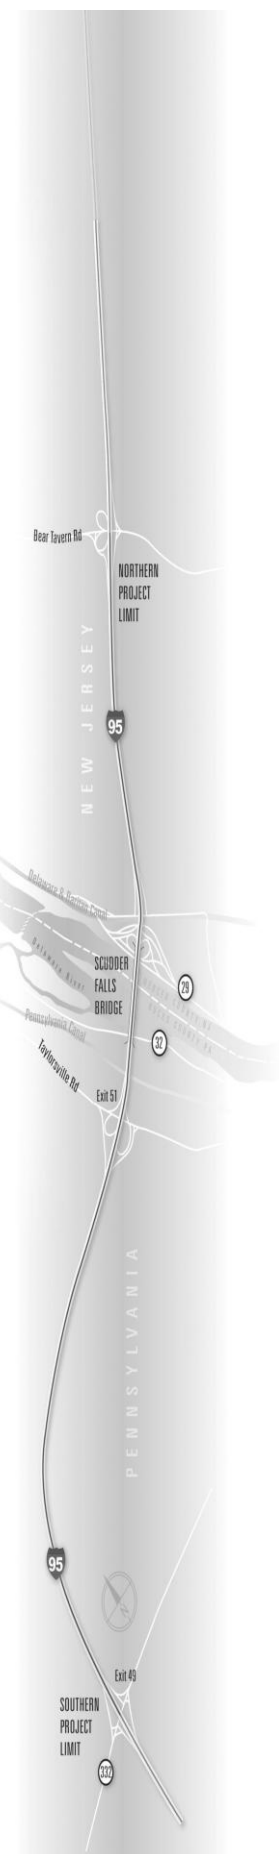 Bear Tavern Rd
NORTHERN
PROJECT
LIMIT
NEW JERSEY
95
Delaware & Raritan Canal
Delaware River
SCUDDER
FALLS
BRIDGE
29
32
Pennsylvania Canal
Taylorsville Rd
Exit 51
PENNSYLVANIA
95
N
Exit 49
SOUTHERN
PROJECT
LIMIT
332